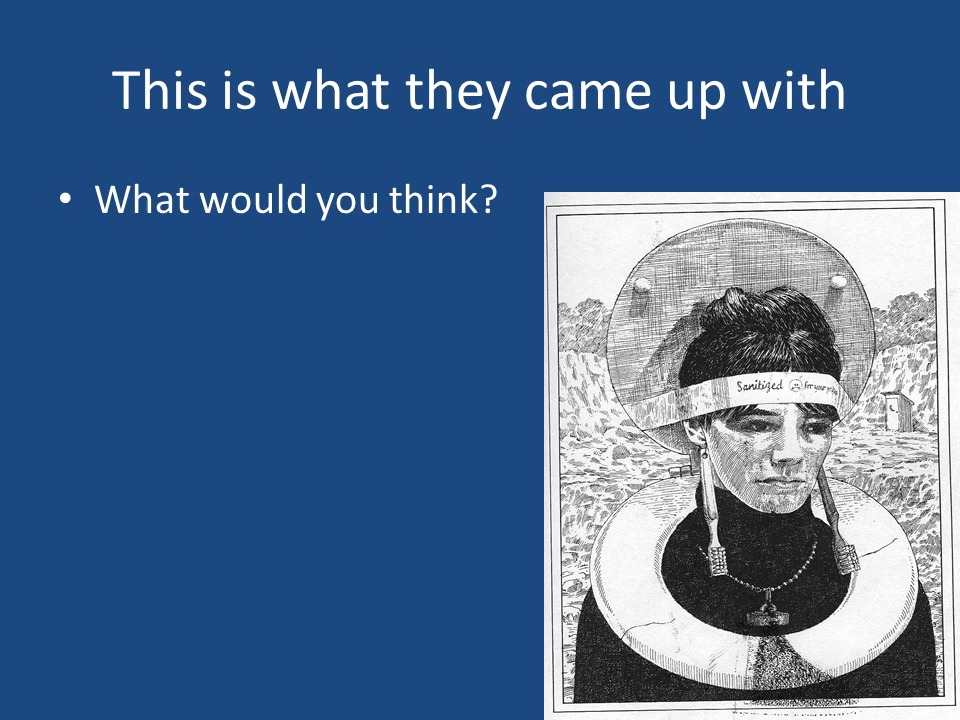 This is what they came up with
• What would you think?
Sanitized for your